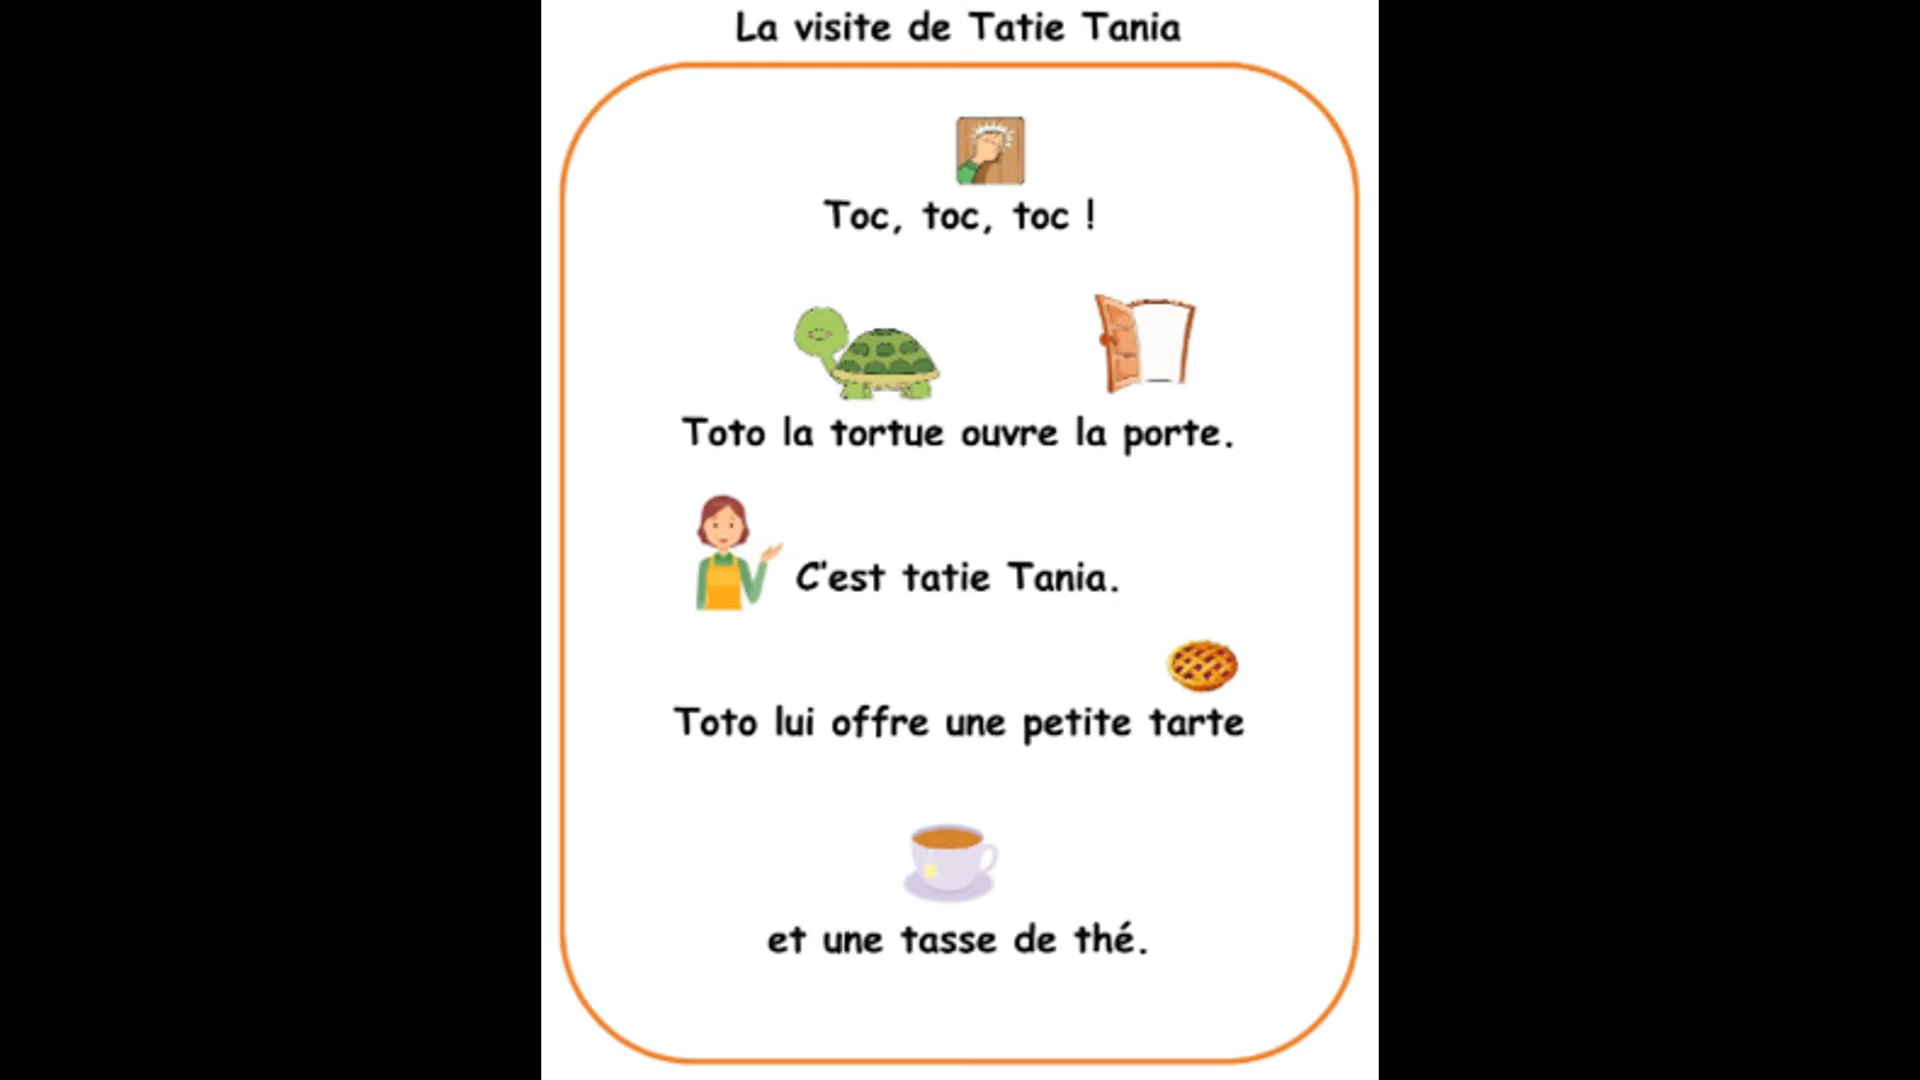 La visite de Tatie Tania
Toc, toc, toc !
Toto la tortue ouvre la porte.
C'est tatie Tania.
Toto lui offre une petite tarte
et une tasse de thé.